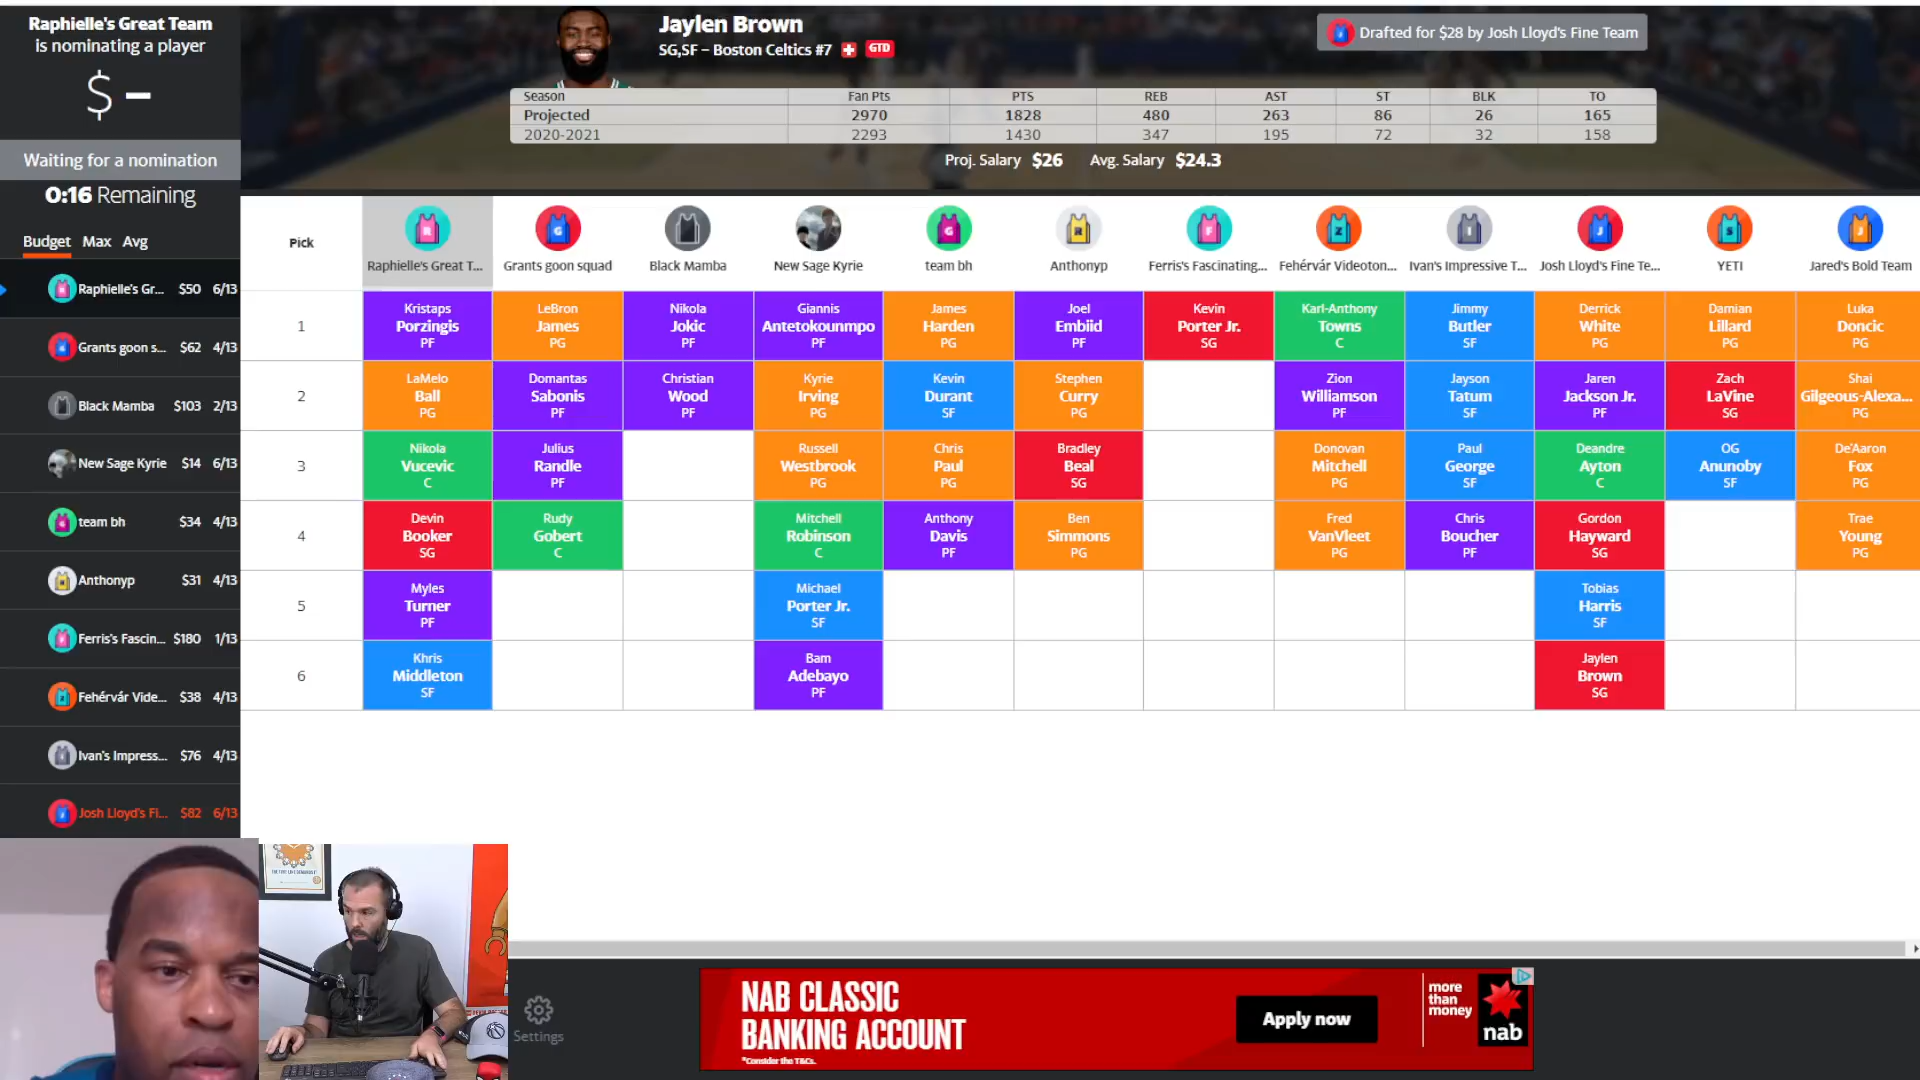 Raphielle's Great Team
is nominating a player
$ –
Waiting for a nomination
0:16 Remaining
Budget Max Avg
Raphielle's Gr... $50 6/13
Grants goon s... $62 4/13
Black Mamba $103 2/13
New Sage Kyrie $14 6/13
team bh $34 4/13
Anthonyp $31 4/13
Ferris's Fascin... $180 1/13
Fehérvár Vide... $38 4/13
Ivan's Impress... $76 4/13
Josh Lloyd's Fi... $82 6/13
Jaylen Brown
SG,SF – Boston Celtics #7 GTD
Drafted for $28 by Josh Lloyd's Fine Team
Season Fan Pts PTS REB AST ST BLK TO
Projected 2970 1828 480 263 86 26 165
2020-2021 2293 1430 347 195 72 32 158
Proj. Salary $26 Avg. Salary $24.3
Pick Raphielle's Great T... Grants goon squad Black Mamba New Sage Kyrie team bh Anthonyp Ferris's Fascinating... Fehérvár Videoton... Ivan's Impressive T... Josh Lloyd's Fine Te... YETI Jared's Bold Team
Kristaps LeBron Nikola Giannis James Joel Kevin Karl-Anthony Jimmy Derrick Damian Luka
1 Porzingis James Jokic Antetokounmpo Harden Embiid Porter Jr. Towns Butler White Lillard Doncic
PF PG PF PF PG PF SG C SF PG PG PG
LaMelo Domantas Christian Kyrie Kevin Stephen Zion Jayson Jaren Zach Shai
2 Ball Sabonis Wood Irving Durant Curry Williamson Tatum Jackson Jr. LaVine Gilgeous-Alexa...
PG PF PF PG SF PG PF SF PF SG PG
Nikola Julius Russell Chris Bradley Donovan Paul Deandre OG De'Aaron
3 Vucevic Randle Westbrook Paul Beal Mitchell George Ayton Anunoby Fox
C PF PG PG SG PG SF C SF PG
Devin Rudy Mitchell Anthony Ben Fred Chris Gordon Trae
4 Booker Gobert Robinson Davis Simmons VanVleet Boucher Hayward Young
SG C C PF PG PG PF SG PG
Myles Michael Tobias
5 Turner Porter Jr. Harris
PF SF SF
Khris Bam Jaylen
6 Middleton Adebayo Brown
SF PF SG
Settings
NAB CLASSIC
BANKING ACCOUNT
*Consider the T&Cs.
Apply now
more
than
money
nab